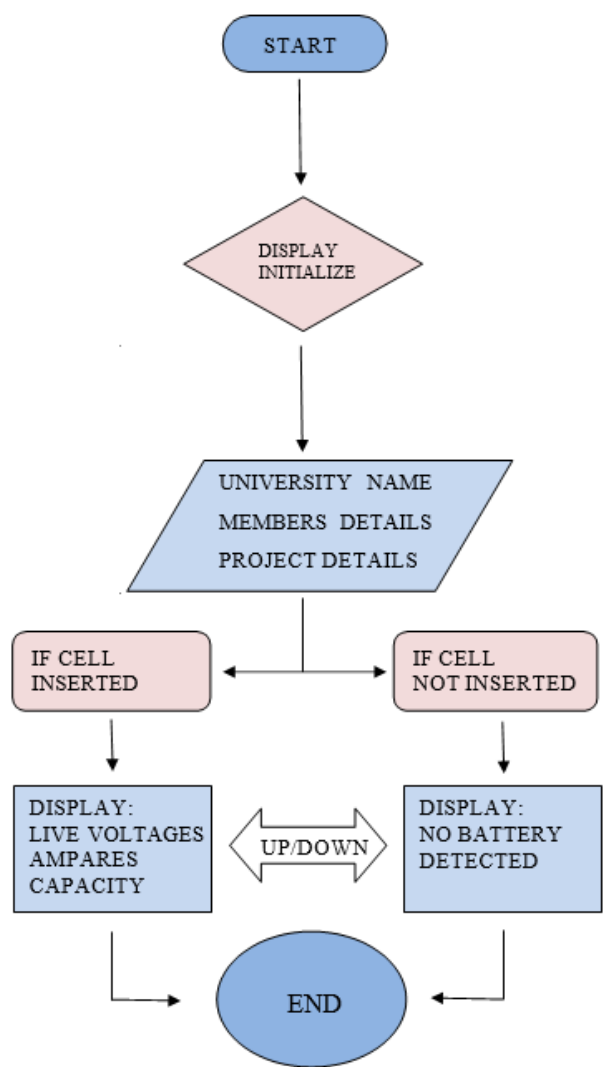 START
DISPLAY
INITIALIZE
UNIVERSITY NAME
MEMBERS DETAILS
PROJECT DETAILS
IF CELL
INSERTED
IF CELL
NOT INSERTED
DISPLAY:
LIVE VOLTAGES
AMPARES
CAPACITY
UP/DOWN
DISPLAY:
NO BATTERY
DETECTED
END